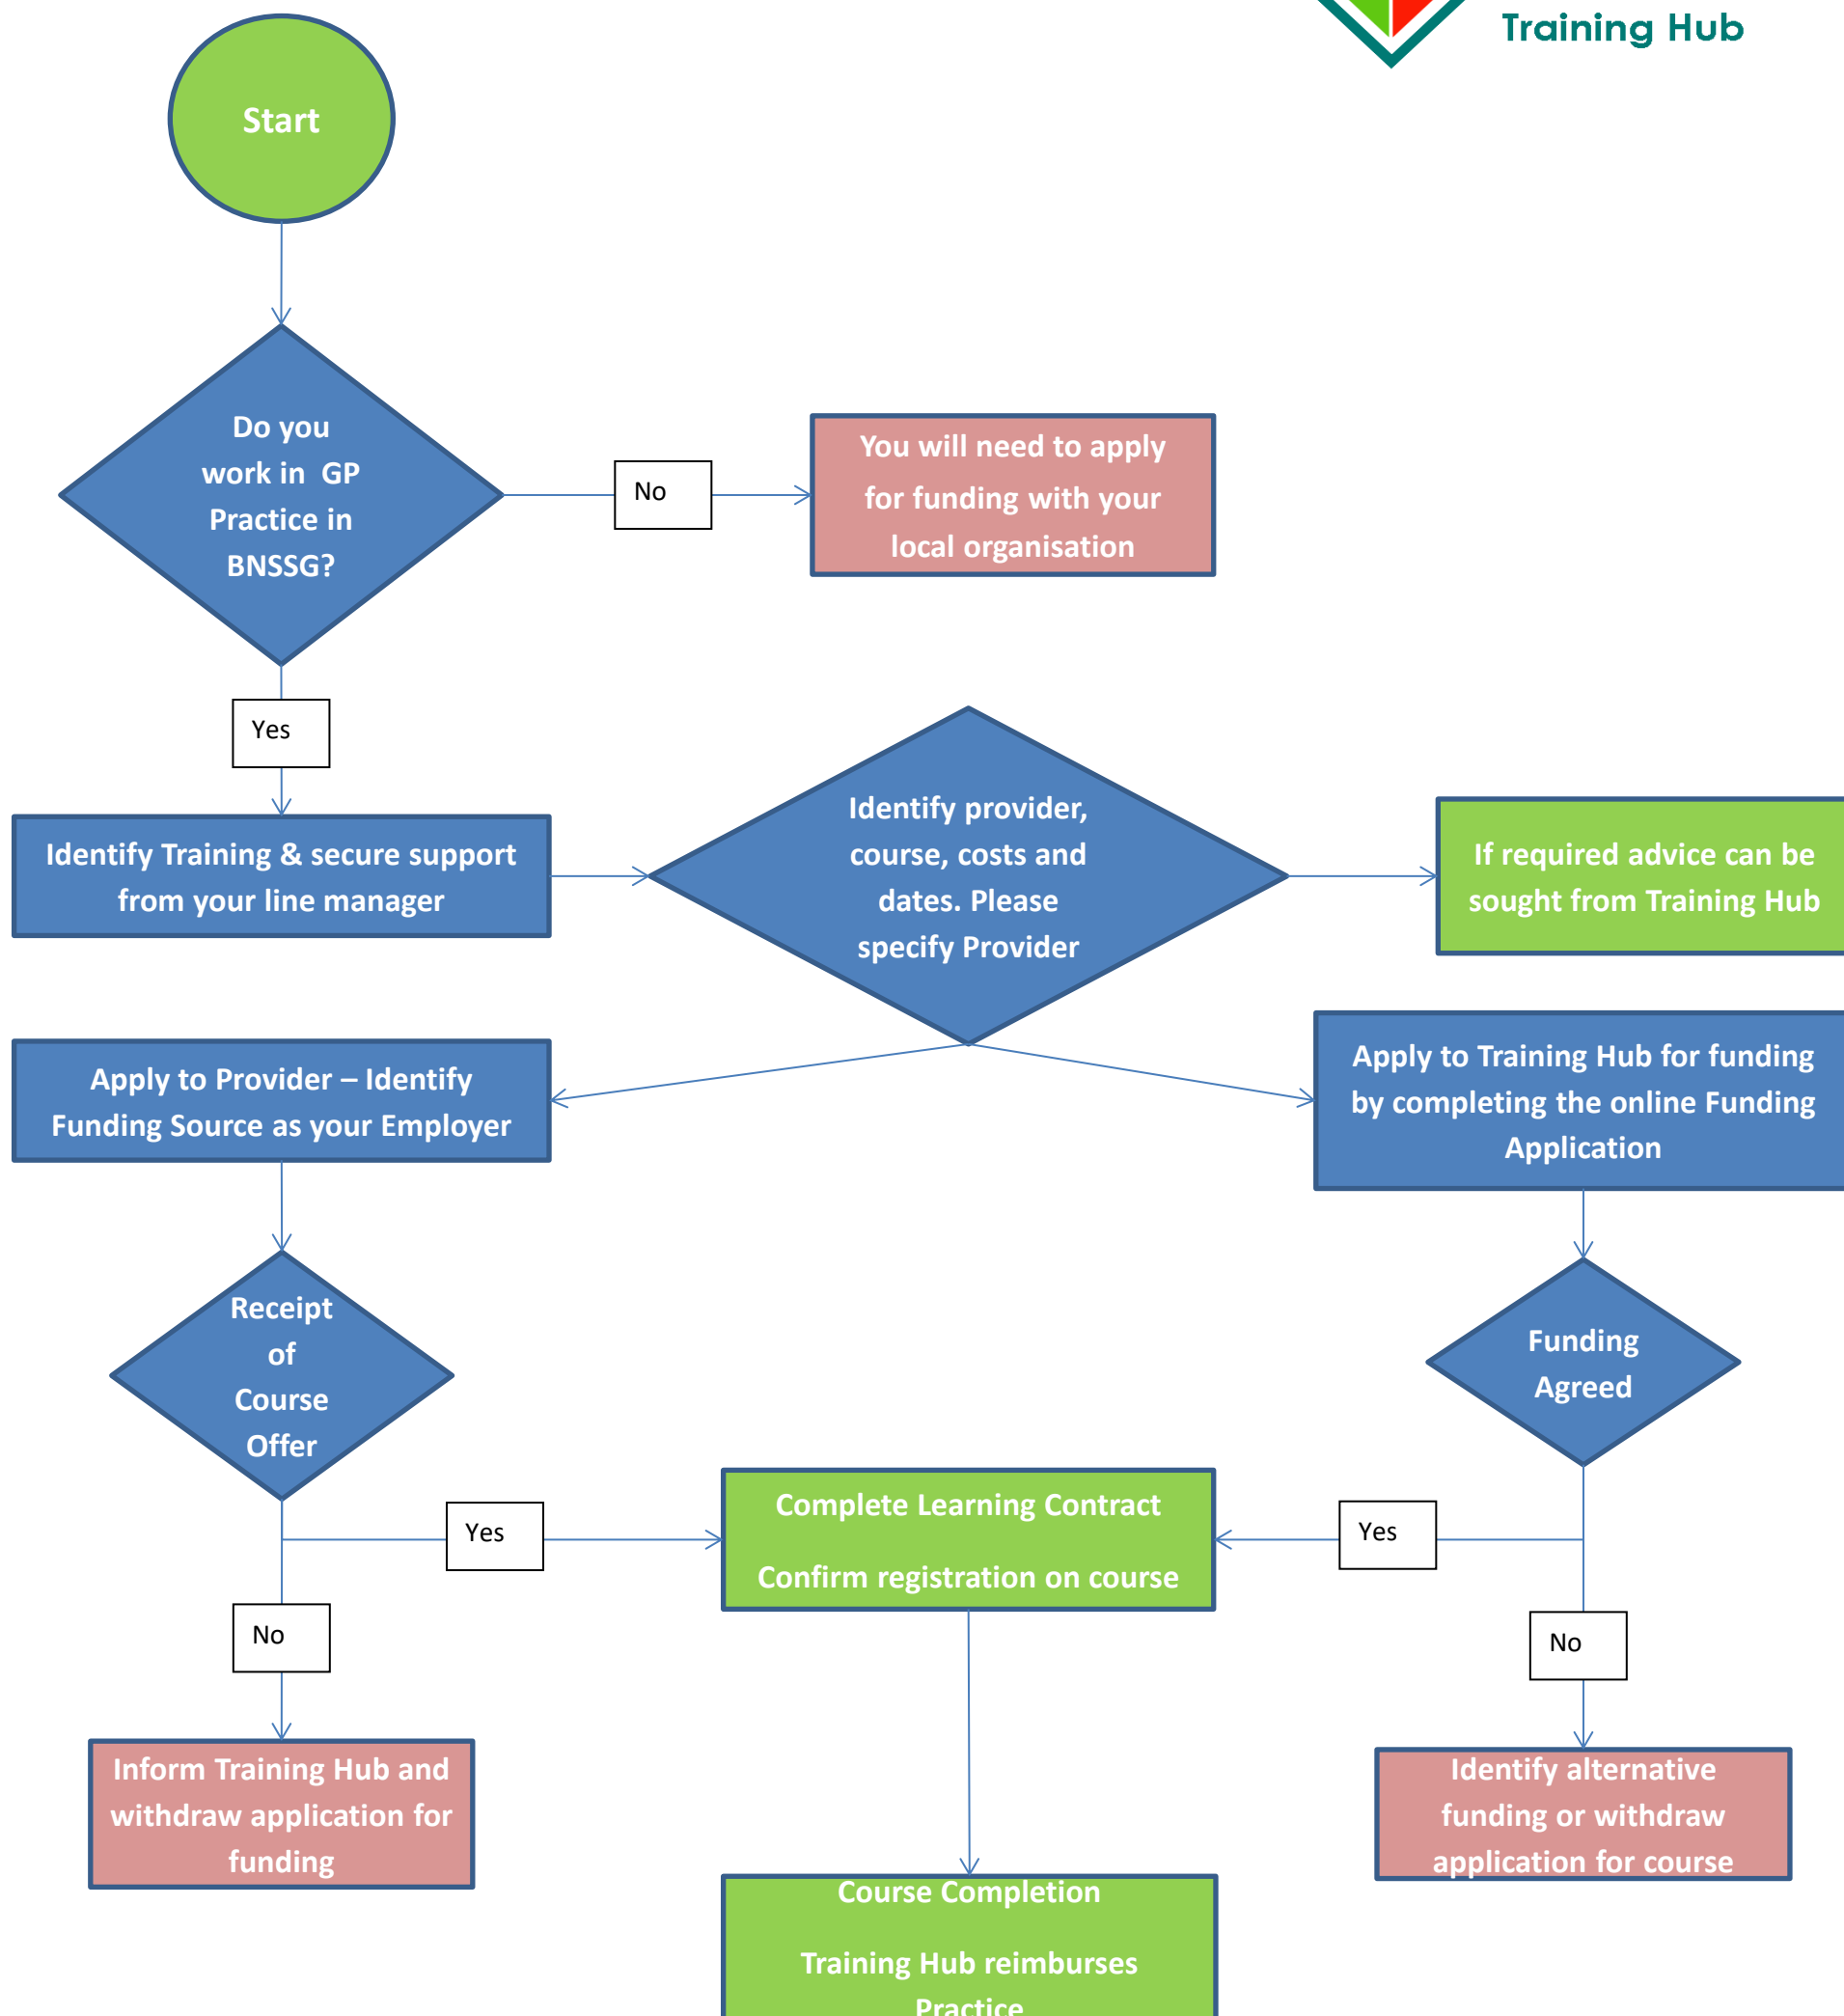 Training Hub
Start
Do you
work in  GP
Practice in
BNSSG?
No
You will need to apply
for funding with your
local organisation
Yes
Identify Training & secure support
from your line manager
Identify provider,
course, costs and
dates. Please
specify Provider
If required advice can be
sought from Training Hub
Apply to Provider – Identify
Funding Source as your Employer
Apply to Training Hub for funding
by completing the online Funding
Application
Receipt
of
Course
Offer
Funding
Agreed
Yes
Complete Learning Contract
Confirm registration on course
Yes
No
No
Inform Training Hub and
withdraw application for
funding
Identify alternative
funding or withdraw
application for course
Course Completion
Training Hub reimburses
Practice